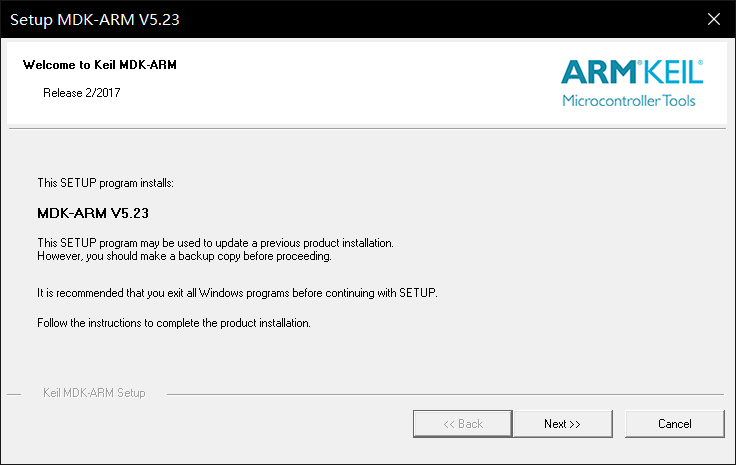 Setup MDK-ARM V5.23
Welcome to Keil MDK-ARM
Release 2/2017
ARM®KEIL®
Microcontroller Tools
This SETUP program installs:
MDK-ARM V5.23
This SETUP program may be used to update a previous product installation.
However, you should make a backup copy before proceeding.
It is recommended that you exit all Windows programs before continuing with SETUP.
Follow the instructions to complete the product installation.
Keil MDK-ARM Setup
<< Back
Next >>
Cancel